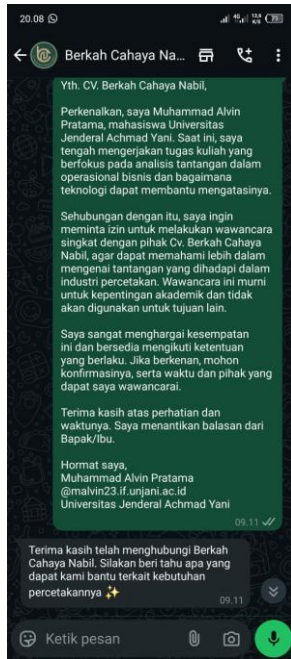 20.08
4G 13,8 K/S 71
Berkah Cahaya Na...
Yth. CV. Berkah Cahaya Nabil,
Perkenalkan, saya Muhammad Alvin
Pratama, mahasiswa Universitas
Jenderal Achmad Yani. Saat ini, saya
tengah mengerjakan tugas kuliah yang
berfokus pada analisis tantangan dalam
operasional bisnis dan bagaimana
teknologi dapat membantu mengatasinya.
Sehubungan dengan itu, saya ingin
meminta izin untuk melakukan wawancara
singkat dengan pihak Cv. Berkah Cahaya
Nabil, agar dapat memahami lebih dalam
mengenai tantangan yang dihadapi dalam
industri percetakan. Wawancara ini murni
untuk kepentingan akademik dan tidak
akan digunakan untuk tujuan lain.
Saya sangat menghargai kesempatan
ini dan bersedia mengikuti ketentuan
yang berlaku. Jika berkenan, mohon
konfirmasinya, serta waktu dan pihak yang
dapat saya wawancarai.
Terima kasih atas perhatian dan
waktunya. Saya menantikan balasan dari
Bapak/Ibu.
Hormat saya,
Muhammad Alvin Pratama
@malvin23.if.unjani.ac.id
Universitas Jenderal Achmad Yani
09.11
Terima kasih telah menghubungi Berkah
Cahaya Nabil. Silakan beri tahu apa yang
dapat kami bantu terkait kebutuhan
percetakannya ✨
09.11
Ketik pesan